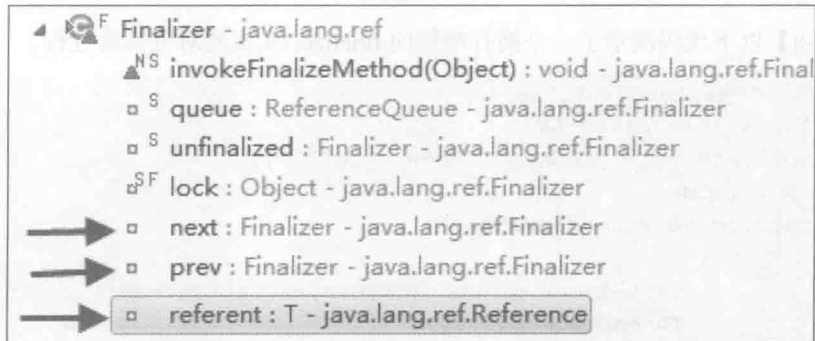 F Finalizer - java.lang.ref
N S invokeFinalizeMethod(Object) : void - java.lang.ref.Final
S queue : ReferenceQueue - java.lang.ref.Finalizer
S unfinalized : Finalizer - java.lang.ref.Finalizer
SF lock : Object - java.lang.ref.Finalizer
next : Finalizer - java.lang.ref.Finalizer
prev : Finalizer - java.lang.ref.Finalizer
referent : T - java.lang.ref.Reference